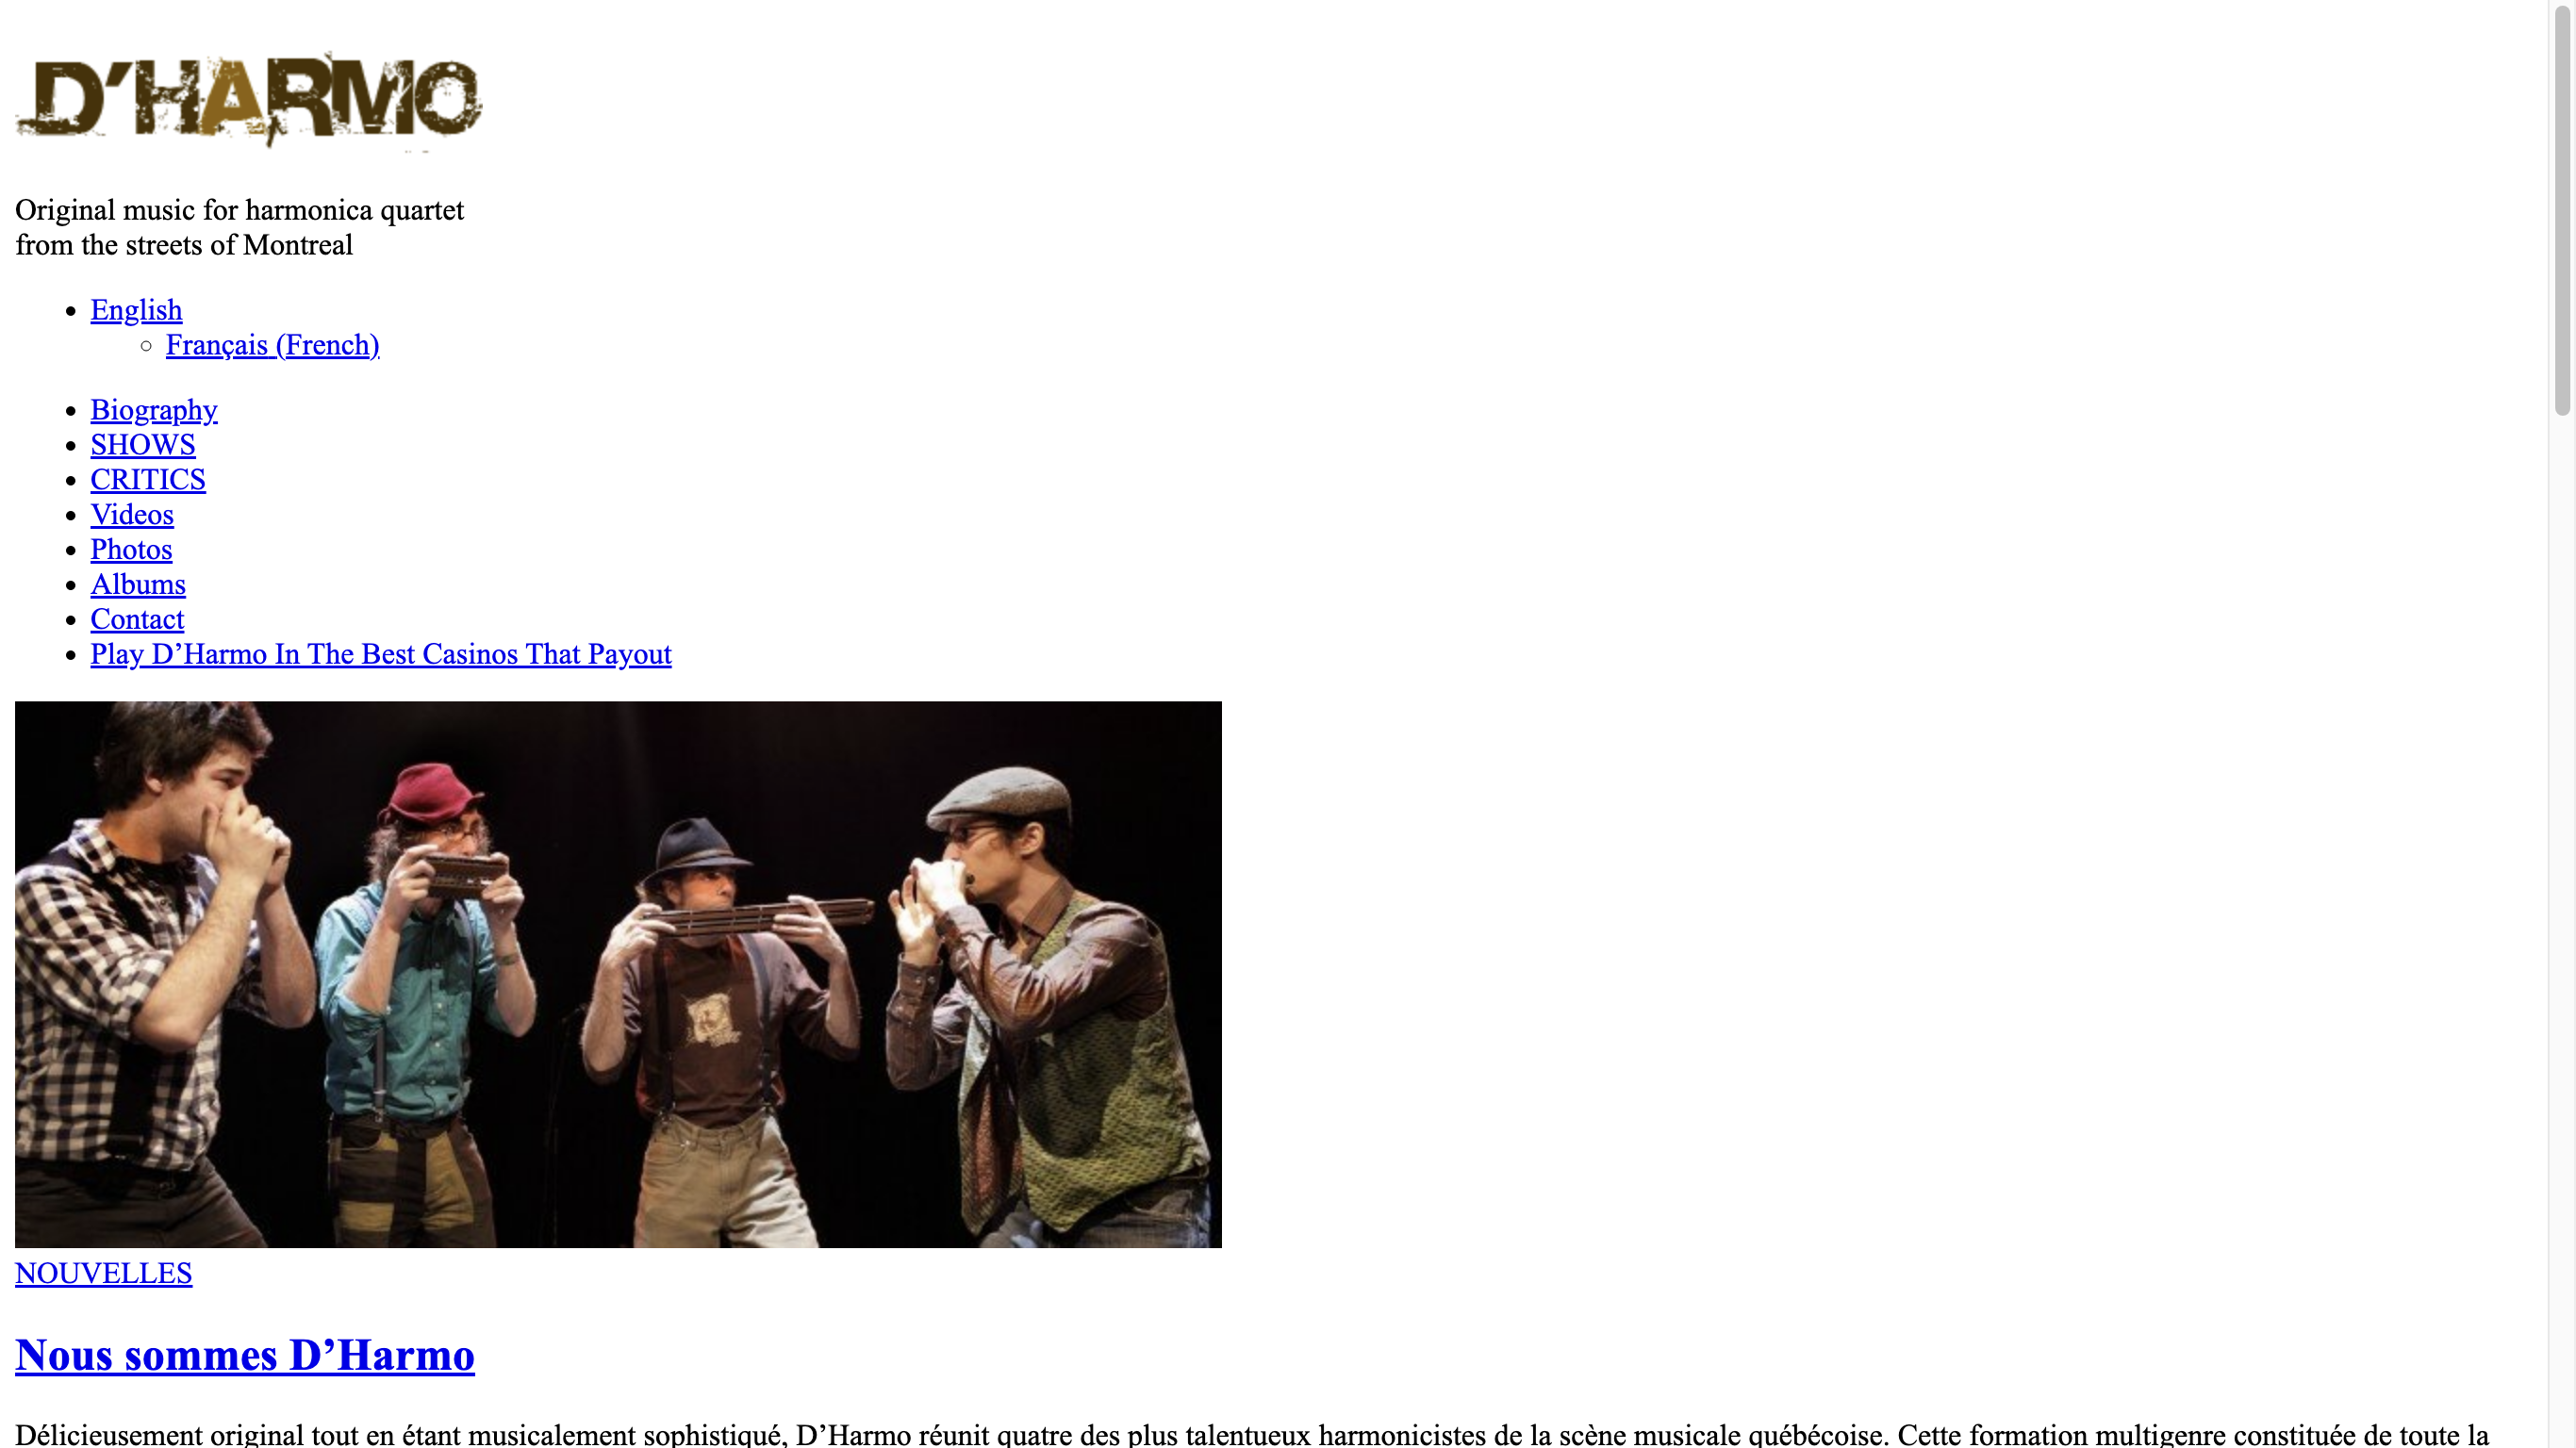 D'HARMO
Original music for harmonica quartet
from the streets of Montreal
English
Français (French)
Biography
SHOWS
CRITICS
Videos
Photos
Albums
Contact
Play D’Harmo In The Best Casinos That Payout
NOUVELLES
Nous sommes D’Harmo
Délicieusement original tout en étant musicalement sophistiqué, D’Harmo réunit quatre des plus talentueux harmonicistes de la scène musicale québécoise. Cette formation multigenre constituée de toute la